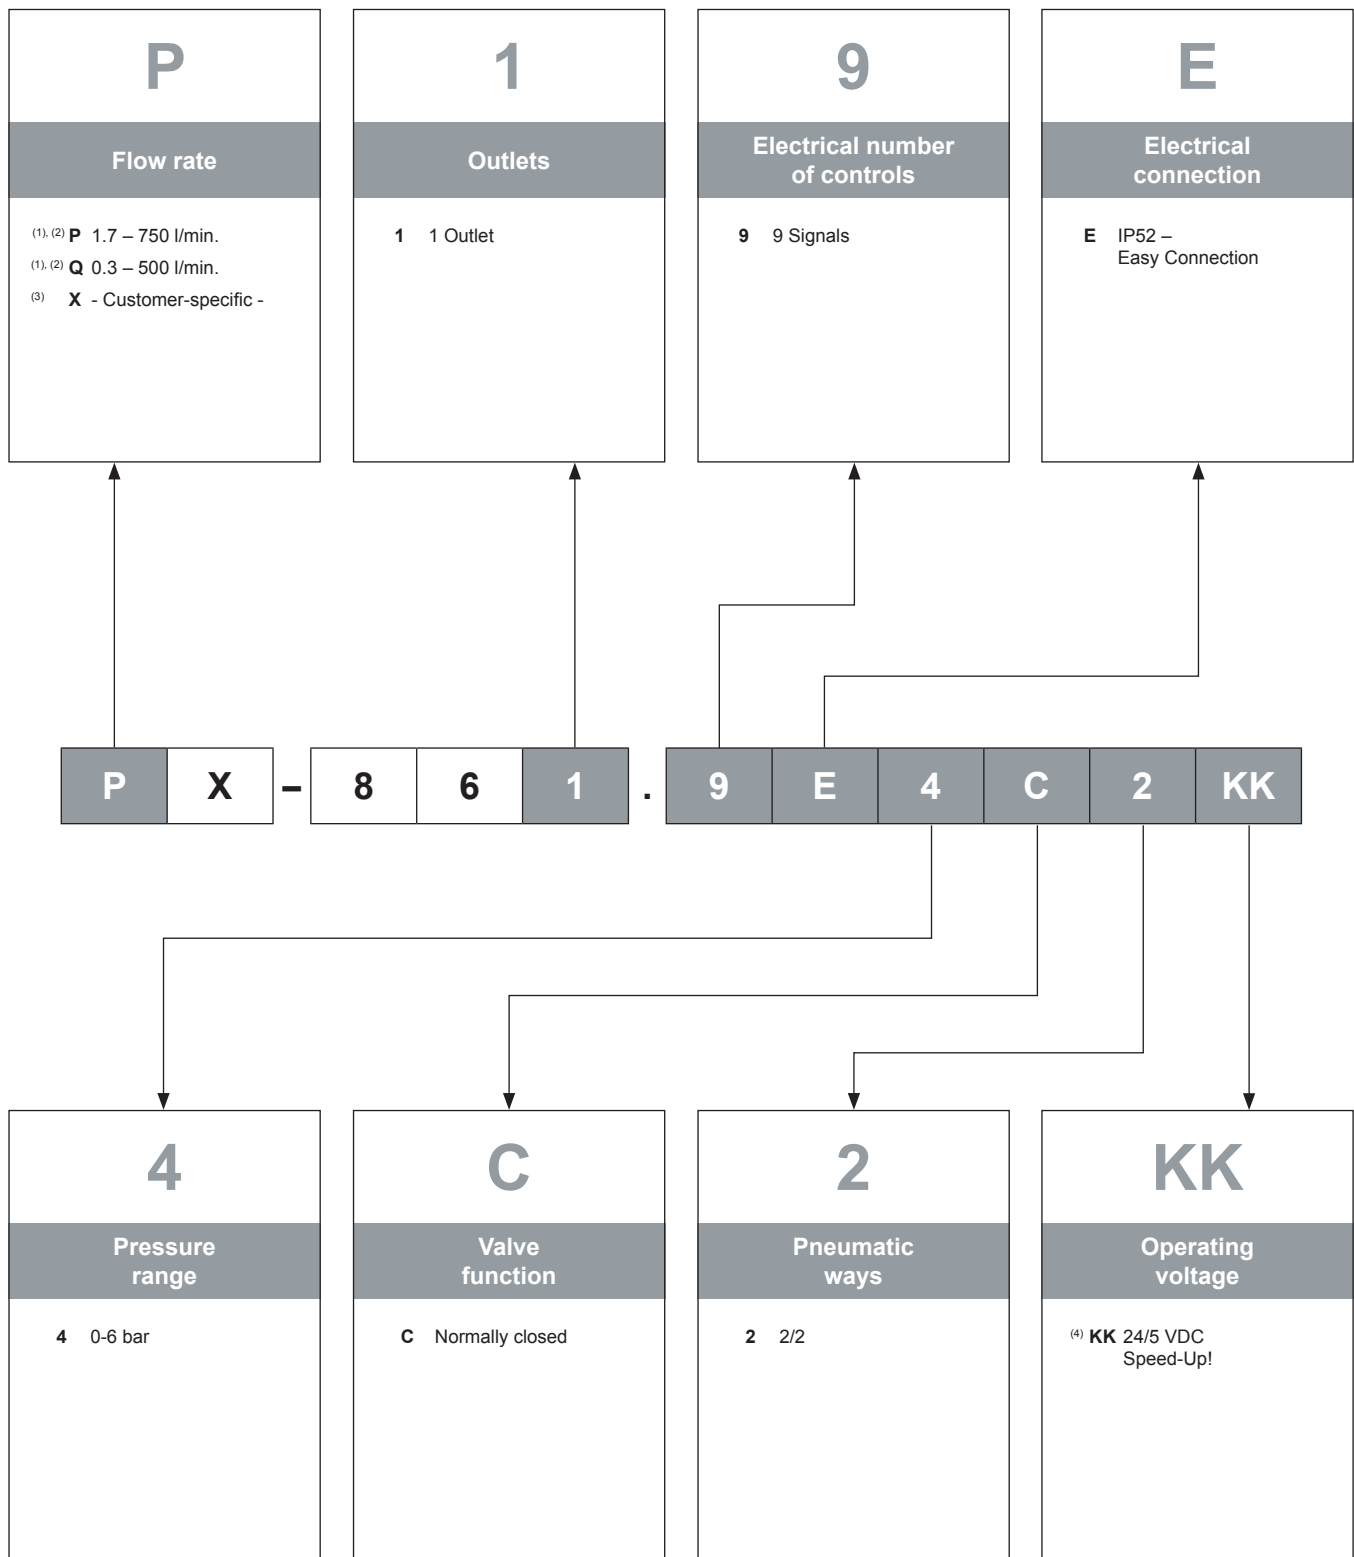 P
Flow rate
(1), (2) P 1.7 – 750 l/min.
(1), (2) Q 0.3 – 500 l/min.
(3) X - Customer-specific -
1
Outlets
1 1 Outlet
9
Electrical number
of controls
9 9 Signals
E
Electrical
connection
E IP52 –
Easy Connection
P X – 8 6 1 . 9 E 4 C 2 KK
4
Pressure
range
4 0-6 bar
C
Valve
function
C Normally closed
2
Pneumatic
ways
2 2/2
KK
Operating
voltage
(4) KK 24/5 VDC
Speed-Up!